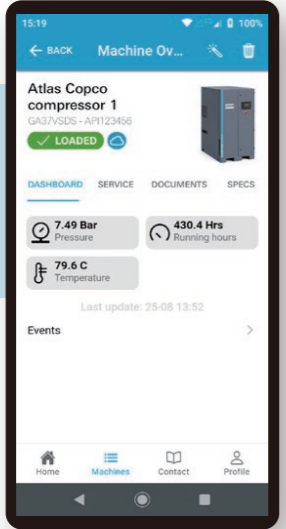 15:19
100%
BACK Machine Ov...
Atlas Copco
compressor 1
GA37VSDS - API123456
LOADED
DASHBOARD SERVICE DOCUMENTS SPECS
7.49 Bar
Pressure
430.4 Hrs
Running hours
79.6 C
Temperature
Last update: 25-08 13:52
Events
Home Machines Contact Profile